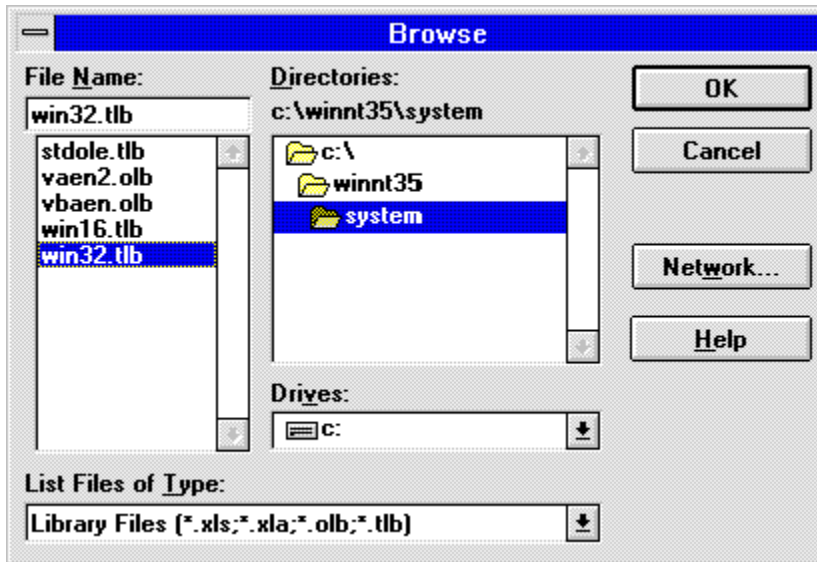 Browse
File Name:
win32.tlb
stdole.tlb
vaen2.olb
vbaen.olb
win16.tlb
win32.tlb
Directories:
c:\winnt35\system
c:\
winnt35
system
Drives:
c:
List Files of Type:
Library Files (*.xls;*.xla;*.olb;*.tlb)
OK
Cancel
Network...
Help